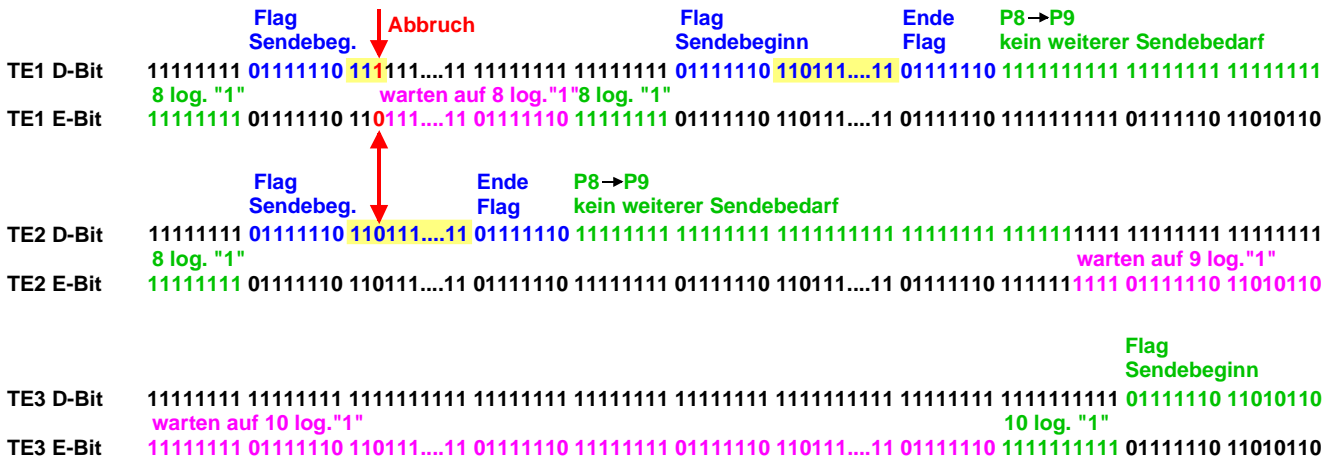 Flag Abbruch Flag Ende P8→P9
Sendebeg. Sendebeginn Flag kein weiterer Sendebedarf
TE1 D-Bit 11111111 01111110 111111....11 11111111 11111111 01111110 110111....11 01111110 1111111111 11111111 11111111
8 log. "1" warten auf 8 log."1" 8 log. "1"
TE1 E-Bit 11111111 01111110 110111....11 01111110 11111111 01111110 110111....11 01111110 1111111111 01111110 11010110
Flag Ende P8→P9
Sendebeg. Flag kein weiterer Sendebedarf
TE2 D-Bit 11111111 01111110 110111....11 01111110 11111111 11111111 1111111111 11111111 1111111111 11111111 11111111
8 log. "1" warten auf 9 log."1"
TE2 E-Bit 11111111 01111110 110111....11 01111110 11111111 01111110 110111....11 01111110 1111111111 01111110 11010110
Flag
Sendebeginn
TE3 D-Bit 11111111 11111111 1111111111 11111111 11111111 11111111 1111111111 11111111 1111111111 01111110 11010110
warten auf 10 log."1" 10 log. "1"
TE3 E-Bit 11111111 01111110 110111....11 01111110 11111111 01111110 110111....11 01111110 1111111111 01111110 11010110